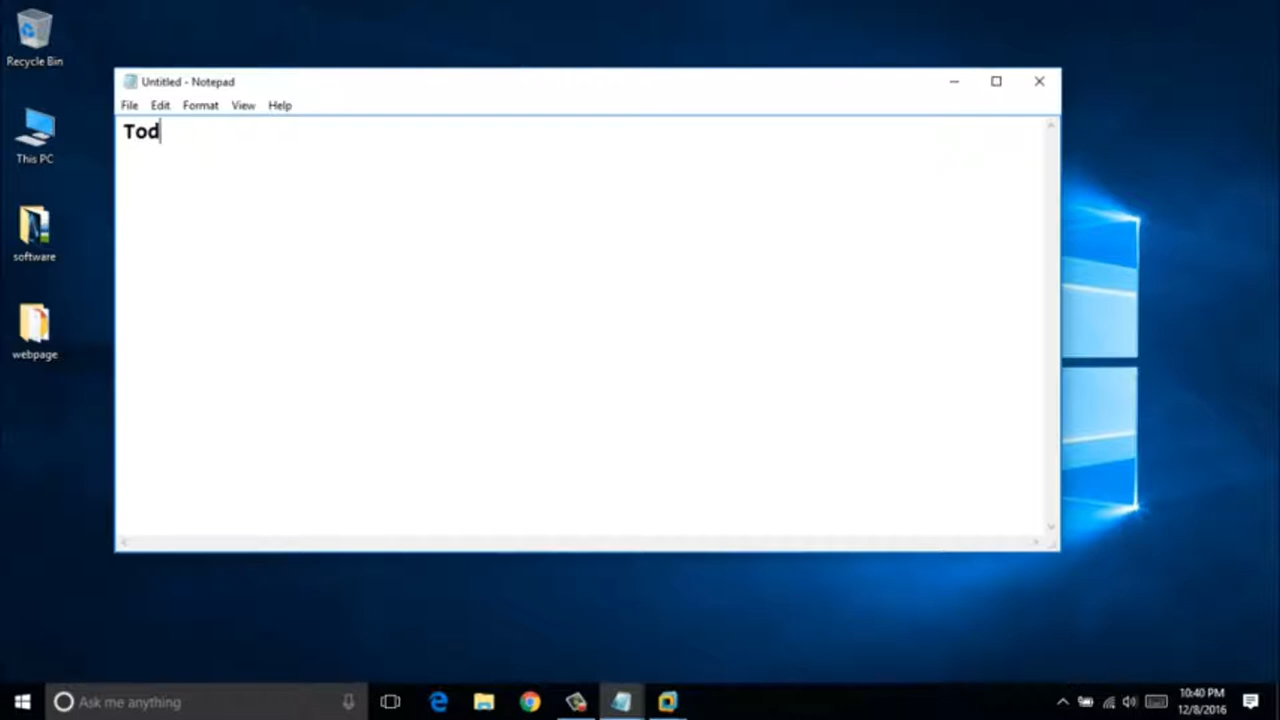 Recycle Bin
This PC
software
webpage
Untitled - Notepad
File Edit Format View Help
Tod
Ask me anything
10:40 PM
12/8/2016